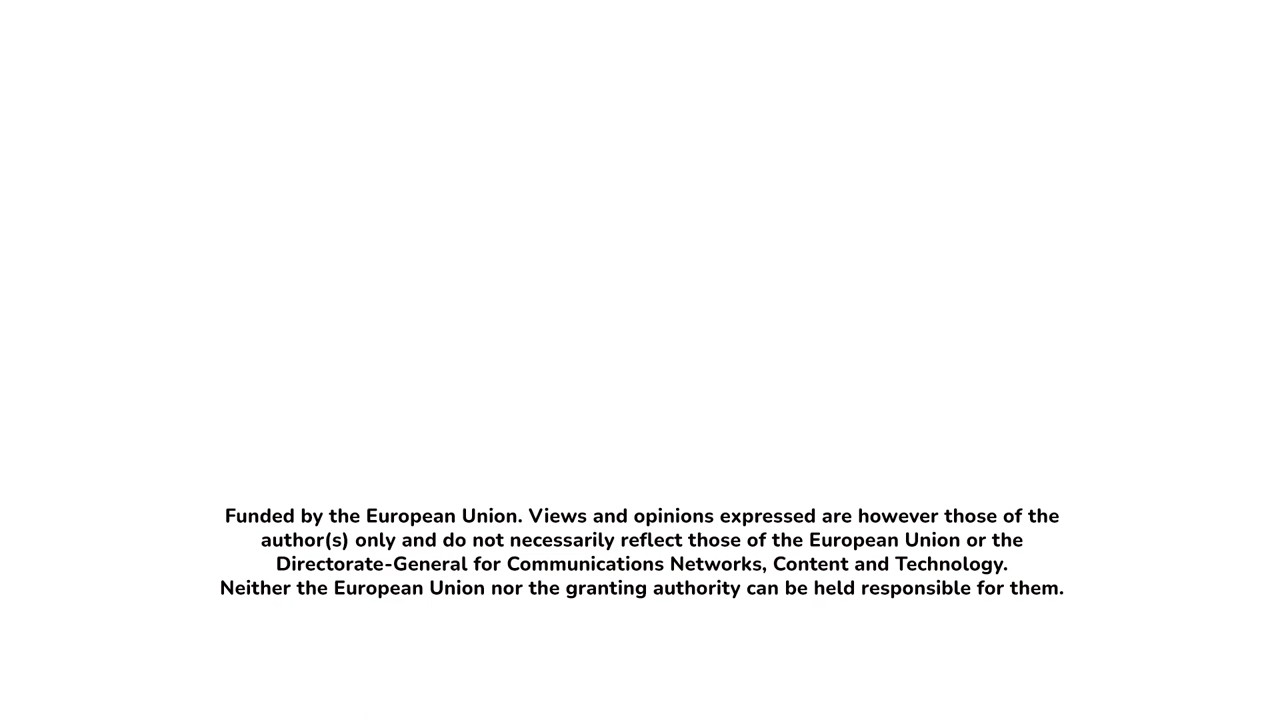 Funded by the European Union. Views and opinions expressed are however those of the
author(s) only and do not necessarily reflect those of the European Union or the
Directorate-General for Communications Networks, Content and Technology.
Neither the European Union nor the granting authority can be held responsible for them.